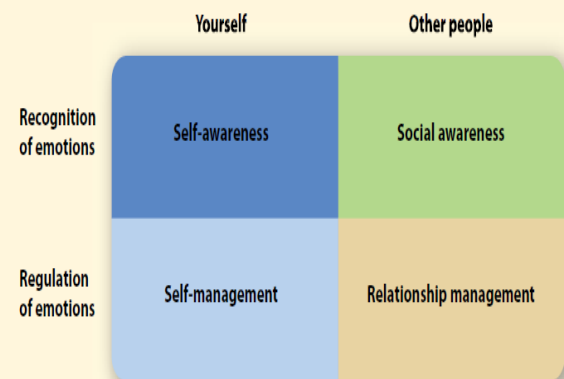 Yourself
Other people
Recognition
of emotions
Self-awareness
Social awareness
Regulation
of emotions
Self-management
Relationship management